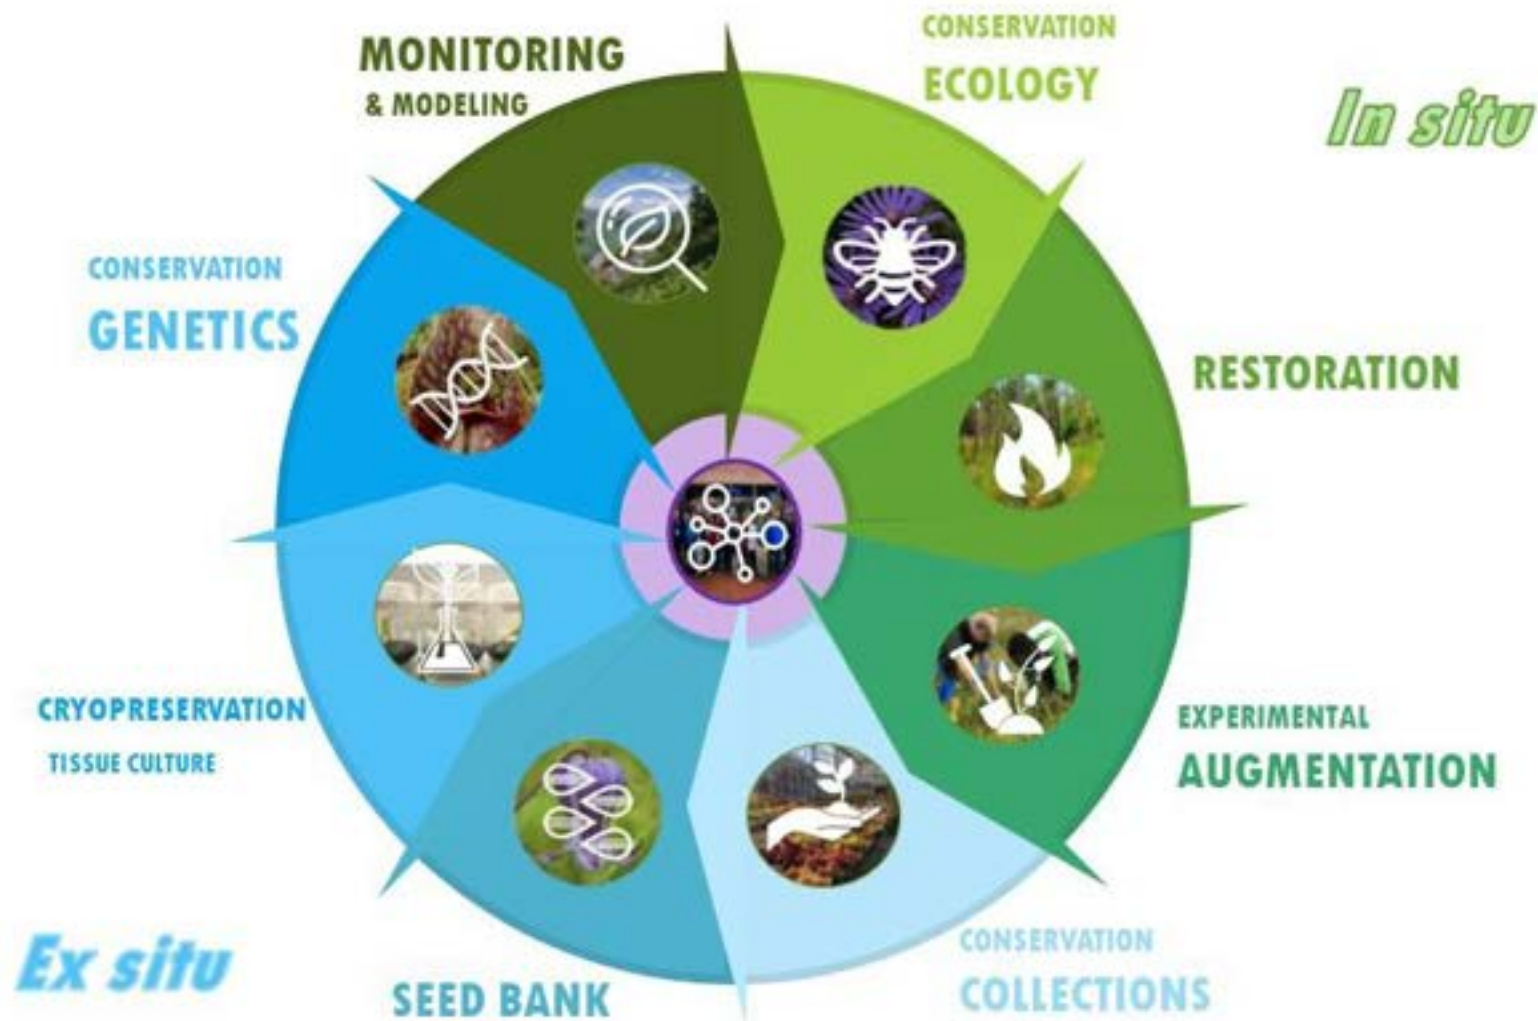 MONITORING
& MODELING
CONSERVATION
ECOLOGY
In situ
RESTORATION
EXPERIMENTAL
AUGMENTATION
CONSERVATION
COLLECTIONS
SEED BANK
Ex situ
CRYOPRESERVATION
TISSUE CULTURE
CONSERVATION
GENETICS